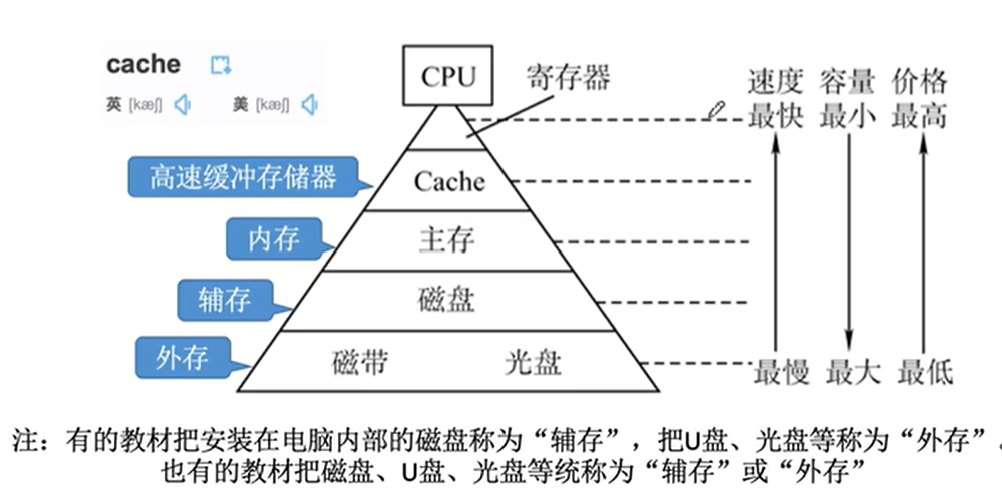 cache
英 [kæʃ] 美 [kæʃ]
CPU
寄存器
速度 容量 价格
最快 最小 最高
高速缓冲存储器
Cache
内存
主存
辅存
磁盘
外存
磁带 光盘
最慢 最大 最低
注：有的教材把安装在电脑内部的磁盘称为“辅存”，把U盘、光盘等称为“外存”。
也有的教材把磁盘、U盘、光盘等统称为“辅存”或“外存”